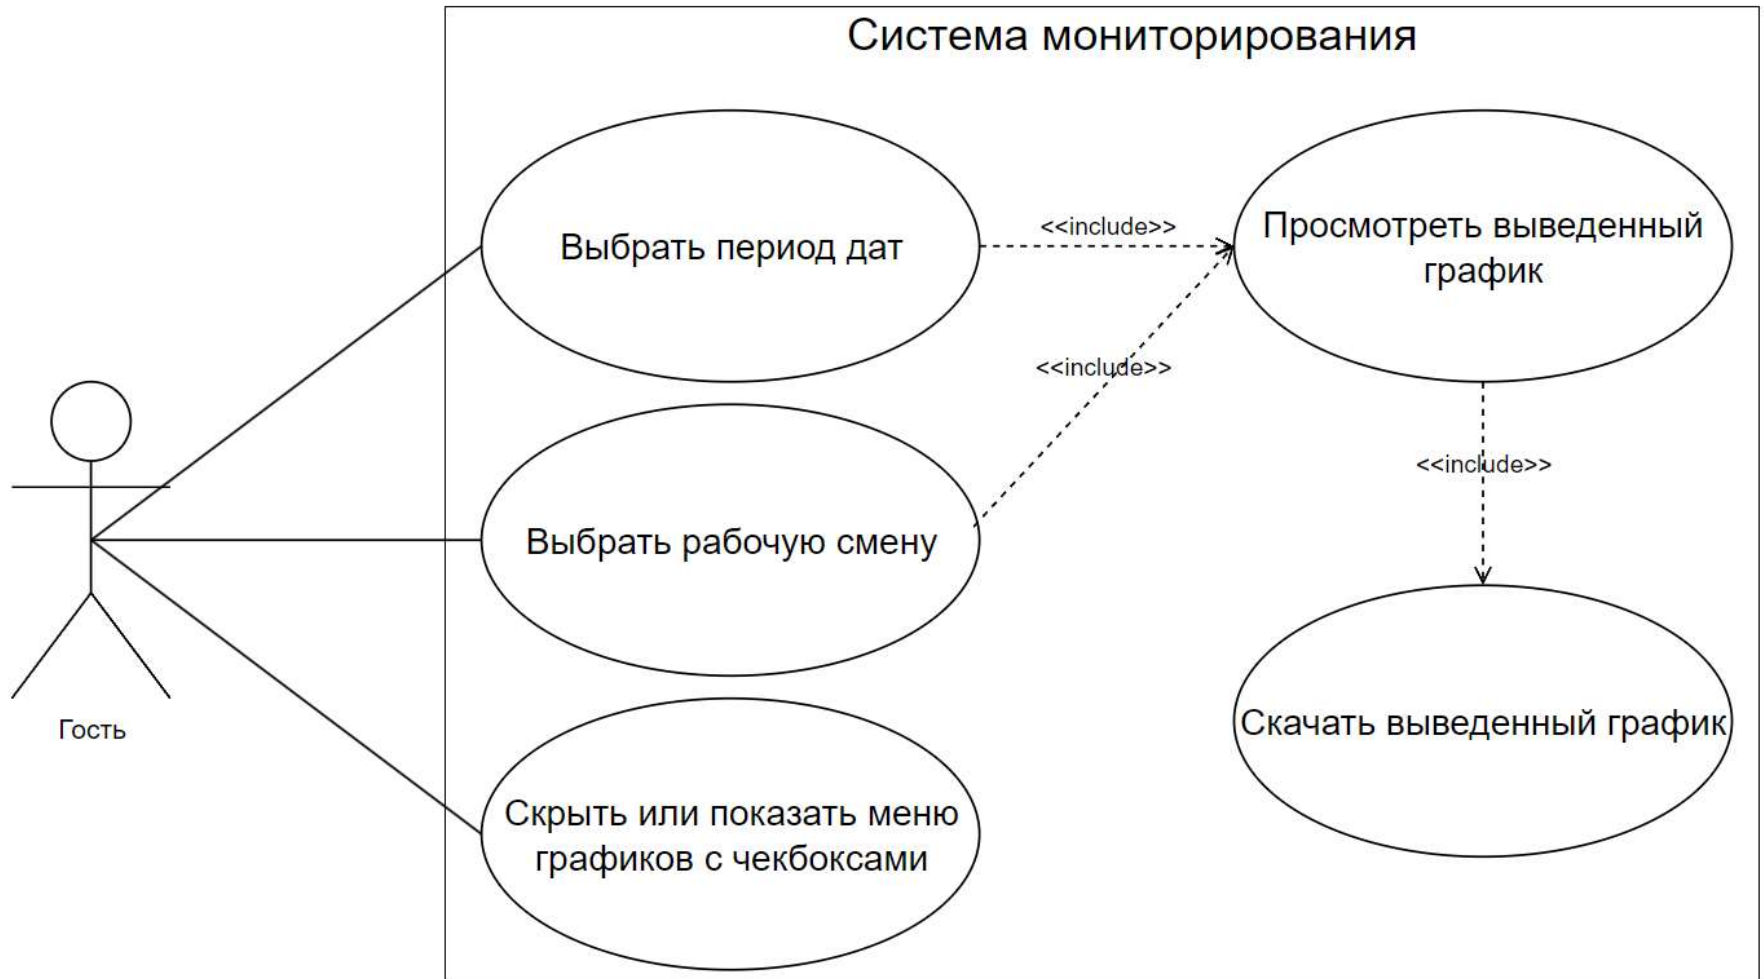 Система мониторирования
Выбрать период дат
<<include>>
Просмотреть выведенный
график
<<include>>
<<include>>
Выбрать рабочую смену
Гость
Скачать выведенный график
Скрыть или показать меню
графиков с чекбоксами